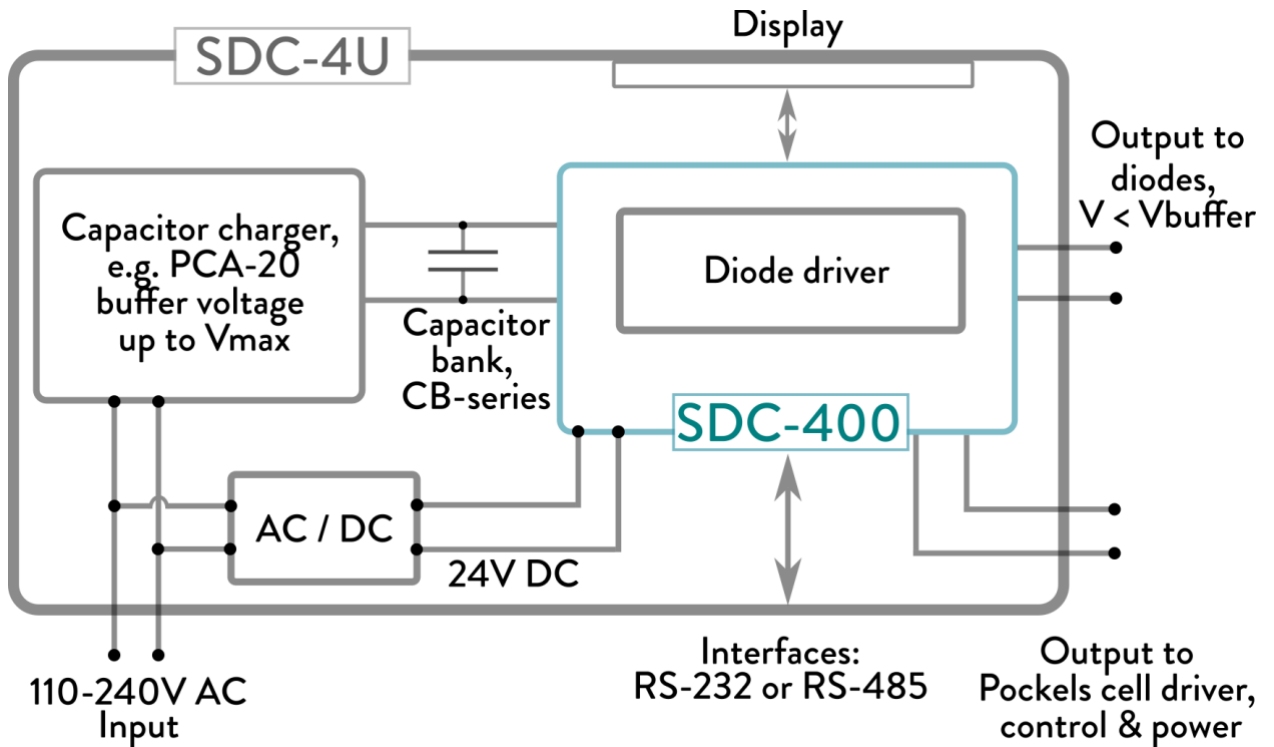 Display
SDC-4U
Output to
diodes,
V < Vbuffer
Capacitor charger,
e.g. PCA-20
buffer voltage
up to Vmax
Diode driver
Capacitor
bank,
CB-series
SDC-400
AC / DC
24V DC
110-240V AC
Input
Interfaces:
RS-232 or RS-485
Output to
Pockels cell driver,
control & power